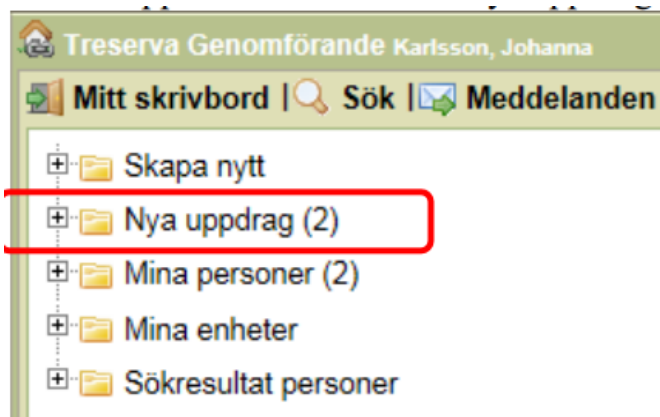 Treserva Genomförande Karlsson, Johanna
Mitt skrivbord | Sök | Meddelanden
Skapa nytt
Nya uppdrag (2)
Mina personer (2)
Mina enheter
Sökresultat personer